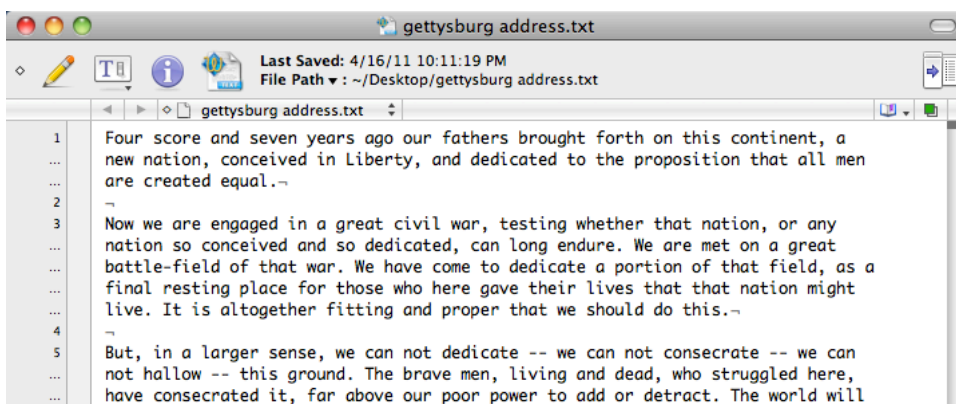 gettysburg address.txt
Last Saved: 4/16/11 10:11:19 PM
File Path ▾ : ~/Desktop/gettysburg address.txt
gettysburg address.txt
1 Four score and seven years ago our fathers brought forth on this continent, a
... new nation, conceived in Liberty, and dedicated to the proposition that all men
... are created equal.¬
2 ¬
3 Now we are engaged in a great civil war, testing whether that nation, or any
... nation so conceived and so dedicated, can long endure. We are met on a great
... battle-field of that war. We have come to dedicate a portion of that field, as a
... final resting place for those who here gave their lives that that nation might
... live. It is altogether fitting and proper that we should do this.¬
4 ¬
5 But, in a larger sense, we can not dedicate -- we can not consecrate -- we can
... not hallow -- this ground. The brave men, living and dead, who struggled here,
... have consecrated it, far above our poor power to add or detract. The world will